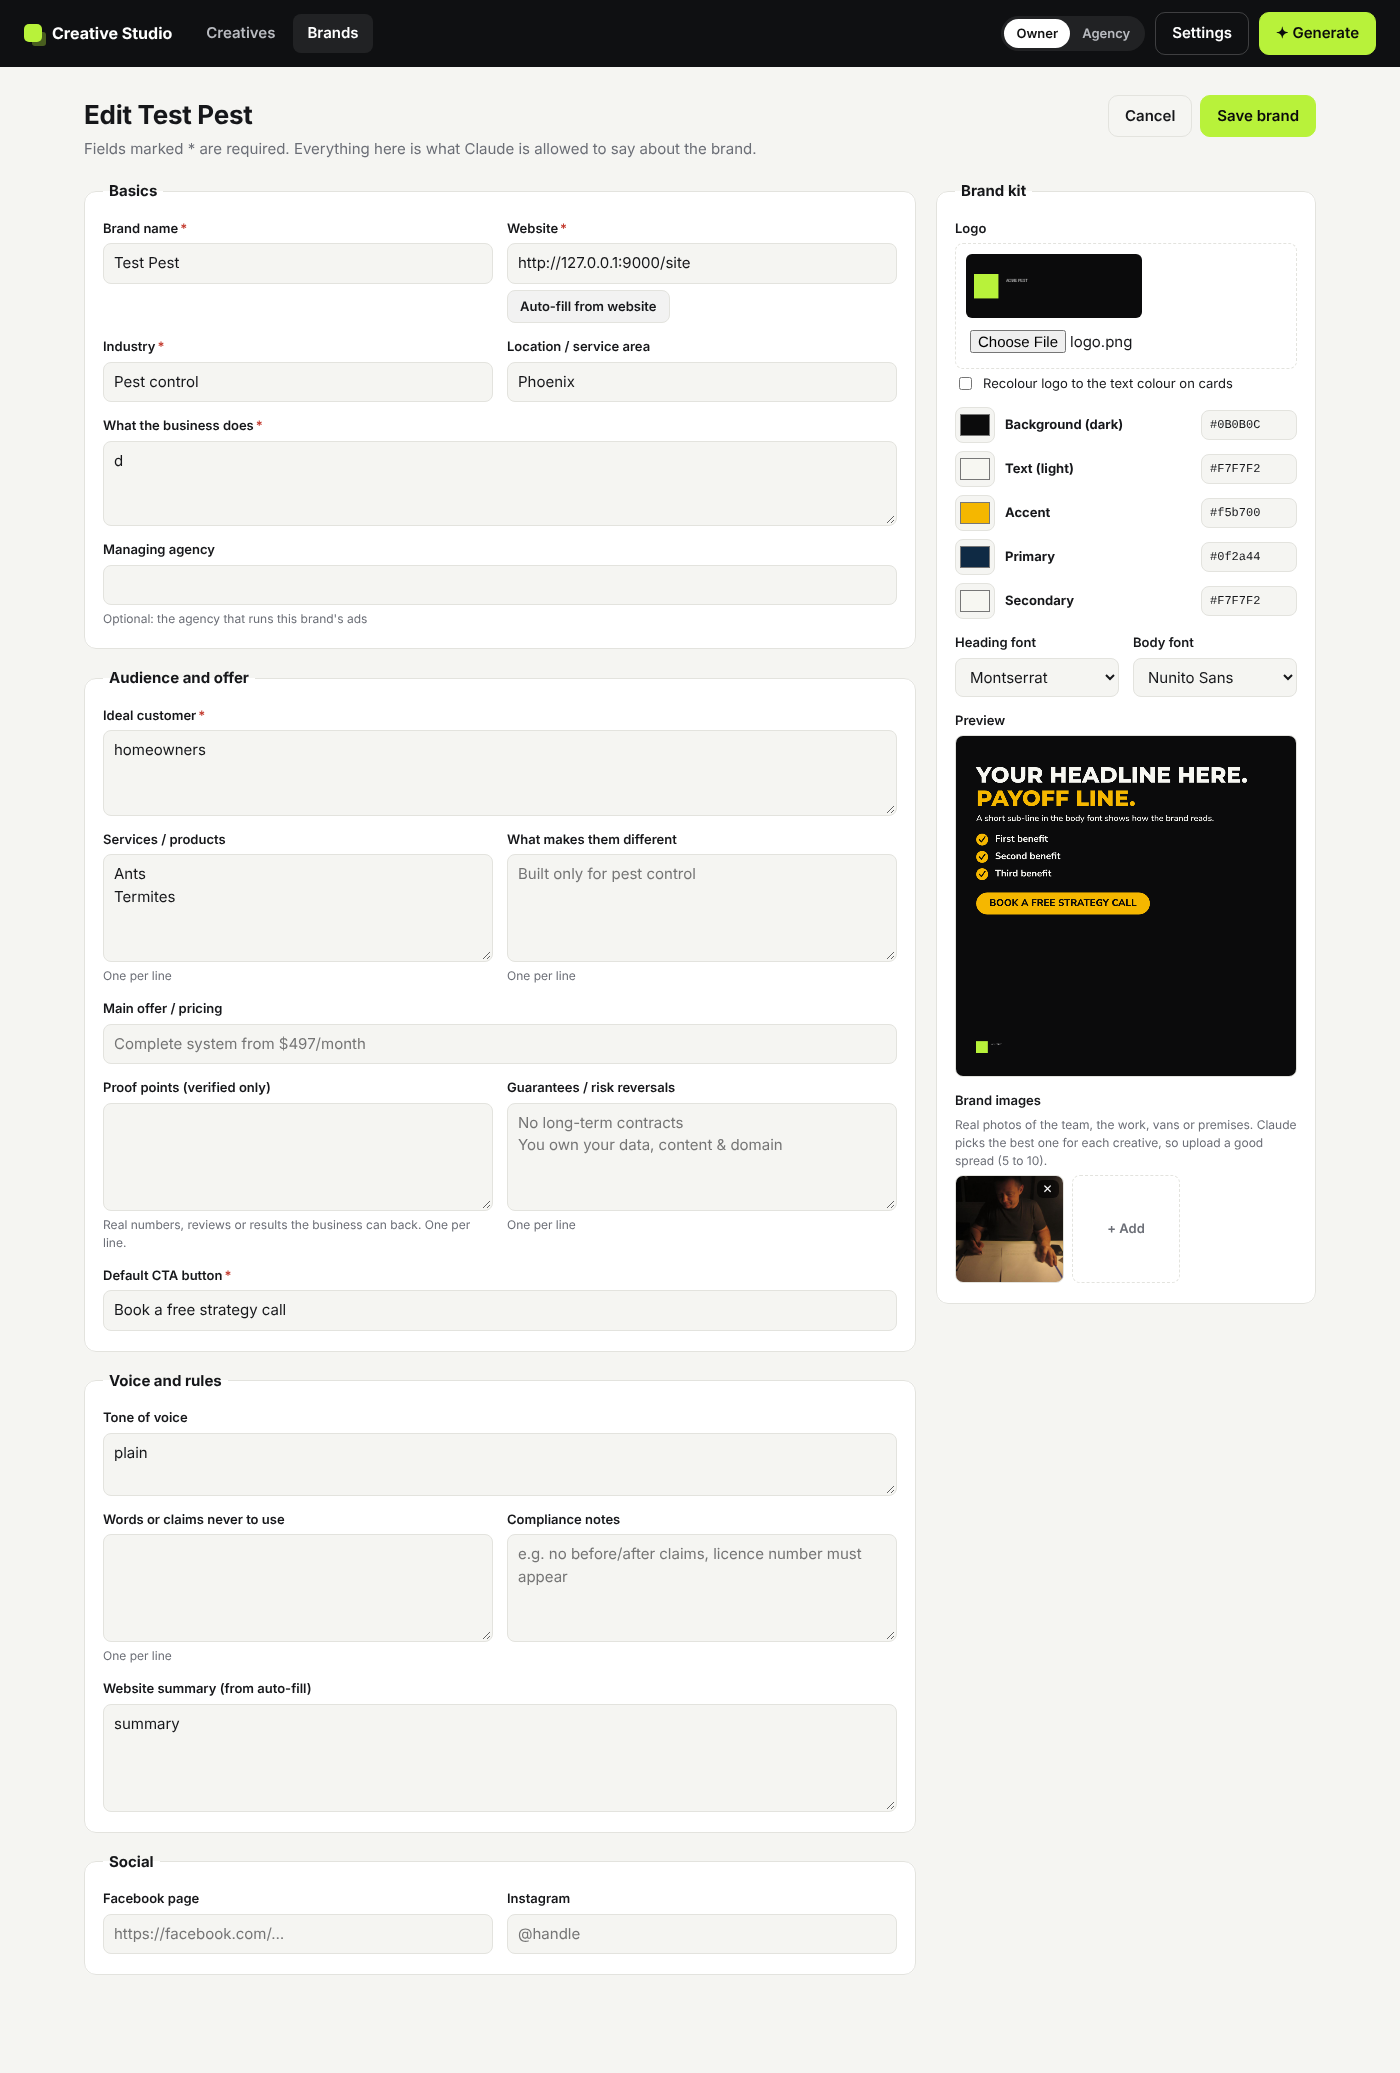 Creative Studio
Creatives
Brands
Owner
Agency
Settings
✦ Generate
Edit Test Pest
Cancel
Save brand
Fields marked * are required. Everything here is what Claude is allowed to say about the brand.
Basics
Brand name *
Website *
Test Pest
http://127.0.0.1:9000/site
Auto-fill from website
Industry *
Location / service area
Pest control
Phoenix
What the business does *
d
Managing agency
Optional: the agency that runs this brand's ads
Audience and offer
Ideal customer *
homeowners
Services / products
What makes them different
Ants
Termites
Built only for pest control
One per line
One per line
Main offer / pricing
Complete system from $497/month
Proof points (verified only)
Guarantees / risk reversals
No long-term contracts
You own your data, content & domain
Real numbers, reviews or results the business can back. One per
line.
One per line
Default CTA button *
Book a free strategy call
Voice and rules
Tone of voice
plain
Words or claims never to use
Compliance notes
e.g. no before/after claims, licence number must
appear
One per line
Website summary (from auto-fill)
summary
Social
Facebook page
Instagram
https://facebook.com/...
@handle
Brand kit
Logo
ACME PEST
Choose File logo.png
Recolour logo to the text colour on cards
Background (dark)
#0B0B0C
Text (light)
#F7F7F2
Accent
#f5b700
Primary
#0f2a44
Secondary
#F7F7F2
Heading font
Body font
Montserrat
Nunito Sans
Preview
YOUR HEADLINE HERE.
PAYOFF LINE.
A short sub-line in the body font shows how the brand reads.
First benefit
Second benefit
Third benefit
BOOK A FREE STRATEGY CALL
Brand images
Real photos of the team, the work, vans or premises. Claude
picks the best one for each creative, so upload a good
spread (5 to 10).
✕
+ Add